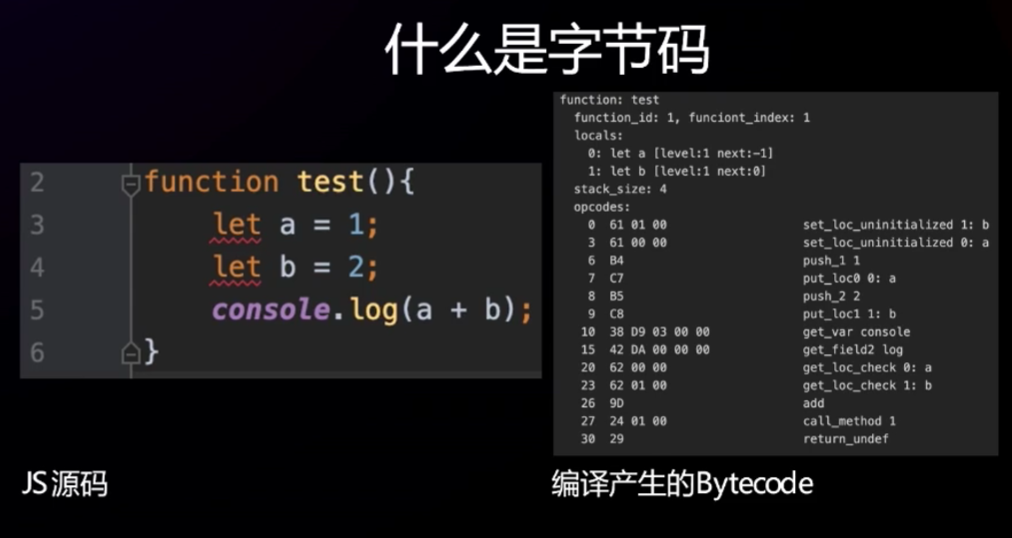 什么是字节码
2 function test(){
3 let a = 1;
4 let b = 2;
5 console.log(a + b);
6 }
JS源码
function: test
function_id: 1, funciont_index: 1
locals:
0: let a [level:1 next:-1]
1: let b [level:1 next:0]
stack_size: 4
opcodes:
0 61 01 00 set_loc_uninitialized 1: b
3 61 00 00 set_loc_uninitialized 0: a
6 B4 push_1 1
7 C7 put_loc0 0: a
8 B5 push_2 2
9 C8 put_loc1 1: b
10 38 D9 03 00 00 get_var console
15 42 DA 00 00 00 get_field2 log
20 62 00 00 get_loc_check 0: a
23 62 01 00 get_loc_check 1: b
26 9D add
27 24 01 00 call_method 1
30 29 return_undef
编译产生的Bytecode